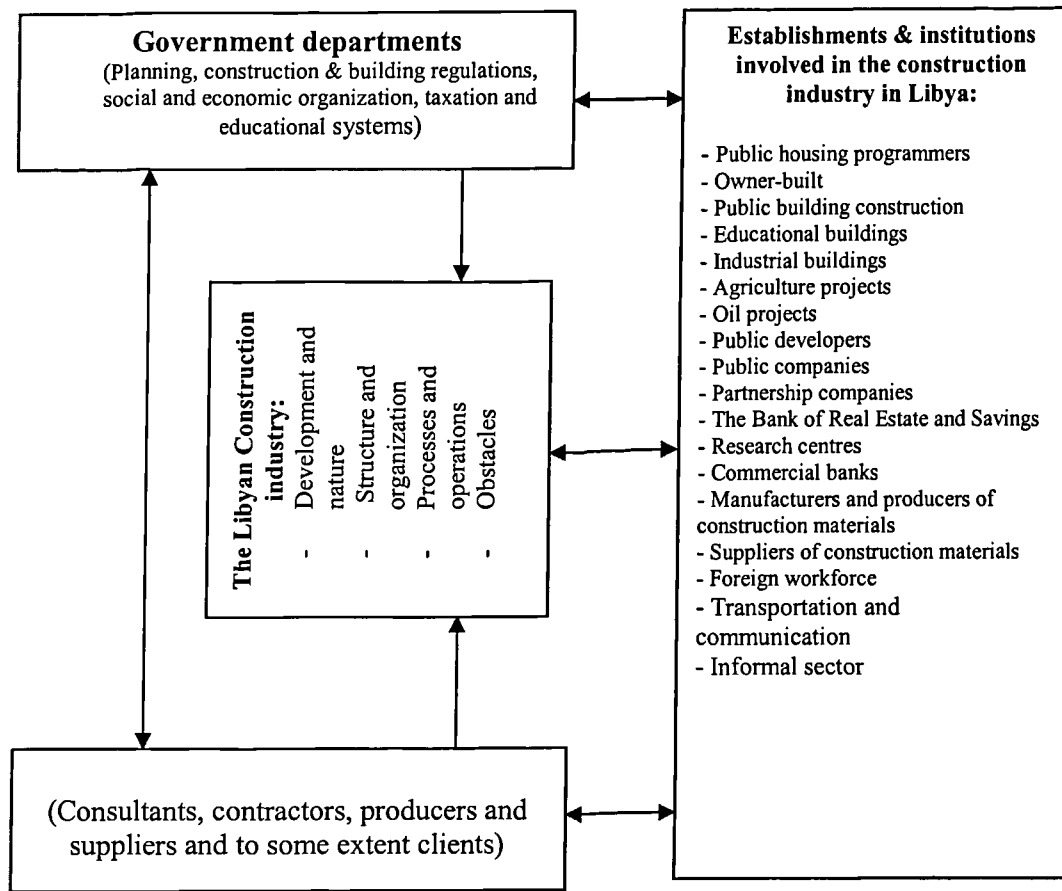 Government departments
(Planning, construction & building regulations,
social and economic organization, taxation and
educational systems)
Establishments & institutions
involved in the construction
industry in Libya:
- Public housing programmers
- Owner-built
- Public building construction
- Educational buildings
- Industrial buildings
- Agriculture projects
- Oil projects
- Public developers
- Public companies
- Partnership companies
- The Bank of Real Estate and Savings
- Research centres
- Commercial banks
- Manufacturers and producers of
construction materials
- Suppliers of construction materials
- Foreign workforce
- Transportation and
communication
- Informal sector
The Libyan Construction
industry:
- Development and
nature
- Structure and
organization
- Processes and
operations
- Obstacles
(Consultants, contractors, producers and
suppliers and to some extent clients)